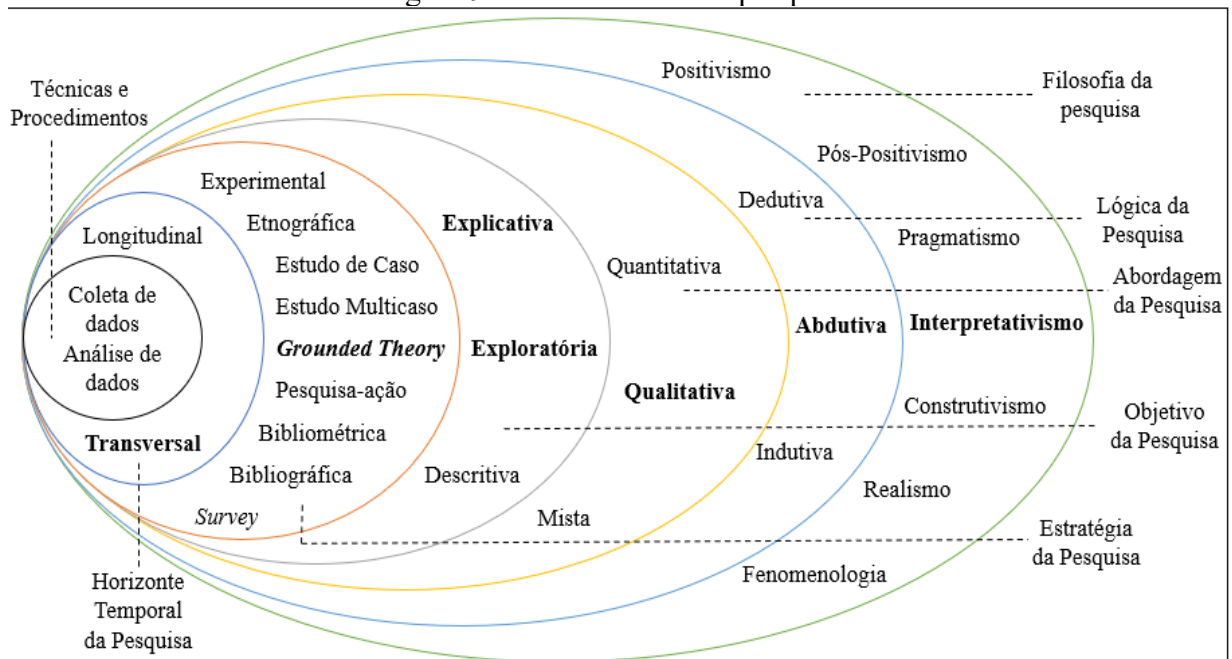 Técnicas e
Procedimentos
Positivismo
Filosofia da
pesquisa
Pós-Positivismo
Experimental
Dedutiva
Lógica da
Pesquisa
Longitudinal
Etnográfica
Explicativa
Pragmatismo
Estudo de Caso
Quantitativa
Abordagem
da Pesquisa
Coleta de
dados
Análise de
dados
Estudo Multicaso
Abdutiva
Interpretativismo
Grounded Theory
Exploratória
Pesquisa-ação
Qualitativa
Construtivismo
Objetivo
da Pesquisa
Transversal
Bibliométrica
Indutiva
Bibliográfica
Descritiva
Realismo
Survey
Mista
Estratégia
da Pesquisa
Horizonte
Temporal
da Pesquisa
Fenomenologia